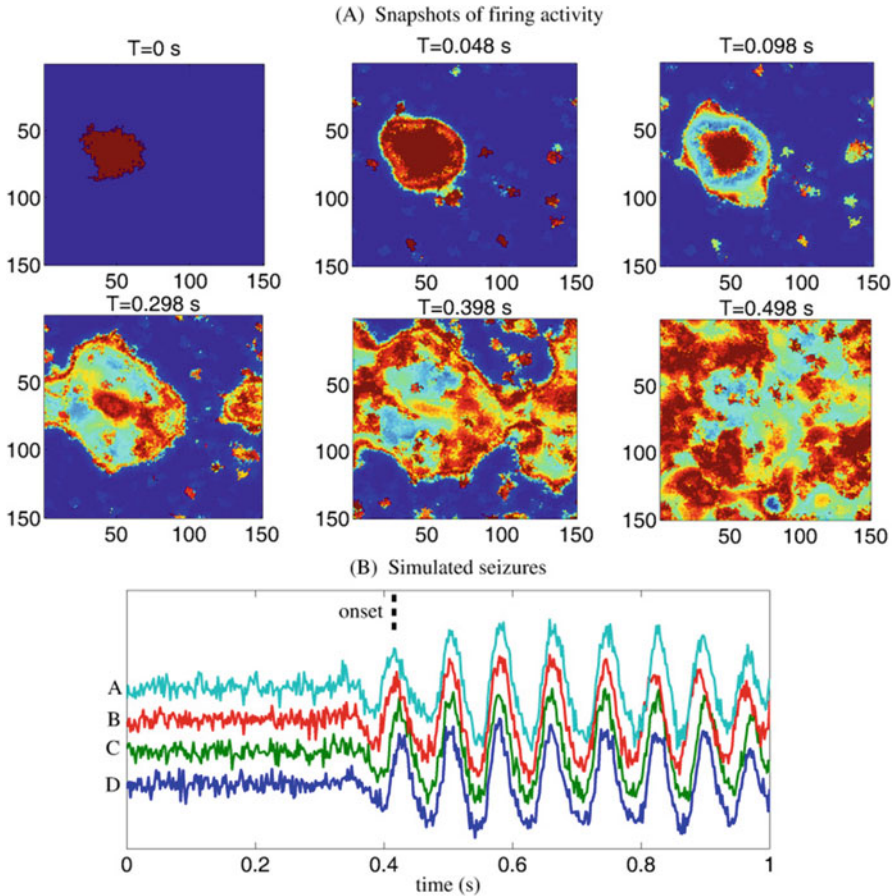 (A) Snapshots of firing activity
T=0 s
T=0.048 s
T=0.098 s
50
100
150
50
100
150
50
100
150
50 100 150
50 100 150
50 100 150
T=0.298 s
T=0.398 s
T=0.498 s
50
100
150
50
100
150
50
100
150
50 100 150
50 100 150
50 100 150
(B) Simulated seizures
onset
A
B
C
D
0 0.2 0.4 0.6 0.8 1
time (s)